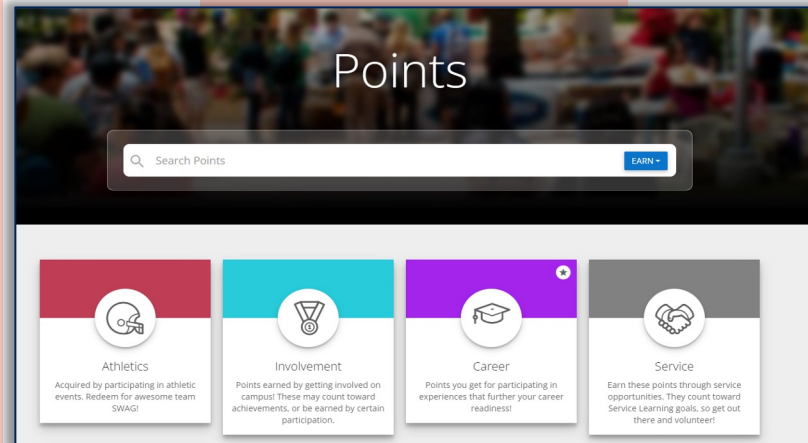 Points
Search Points
EARN
Athletics
Acquired by participating in athletic
events. Redeem for awesome team
SWAG!
1
Involvement
Points earned by getting involved on
campus! These may count toward
achievements, or be earned by certain
participation.
Career
Points you get for participating in
experiences that further your career
readiness!
Service
Earn these points through service
opportunities. They count toward
Service Learning goals, so get out
there and volunteer!